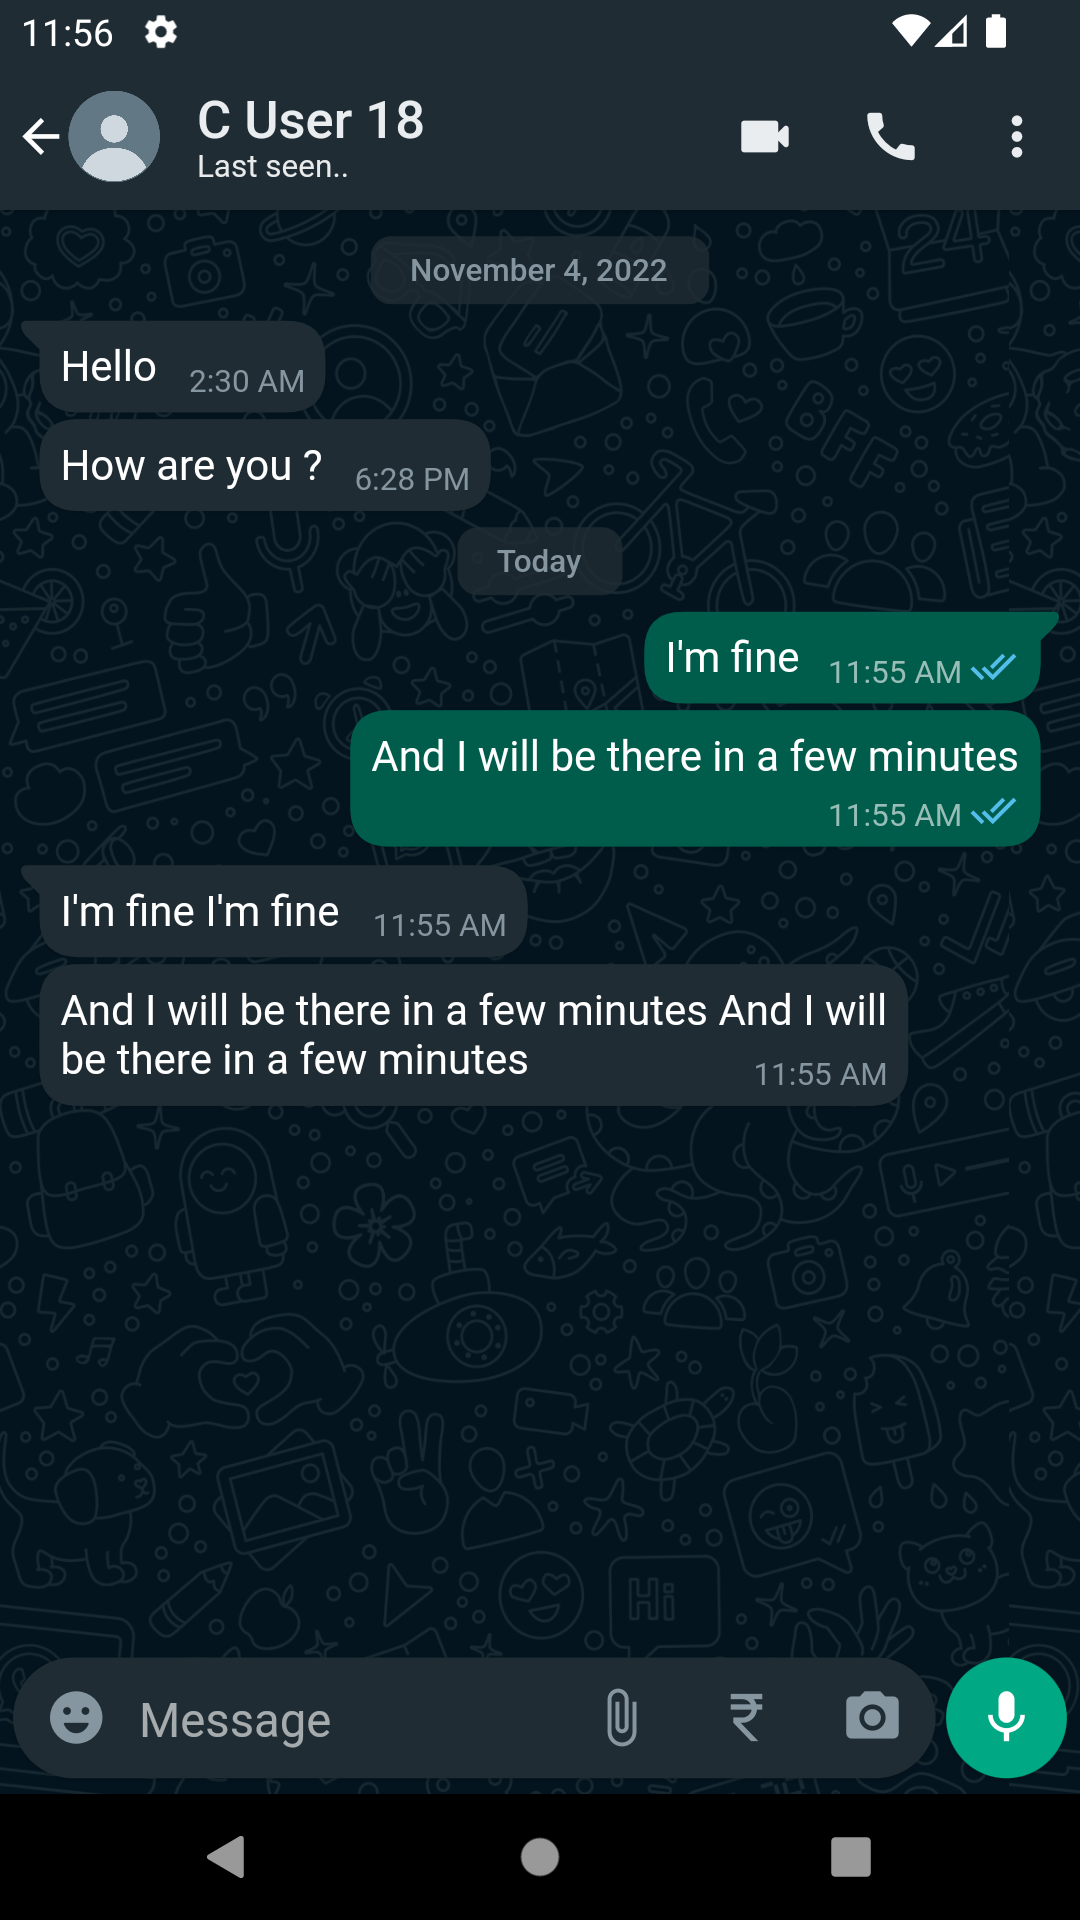 11:56
C User 18
Last seen..
November 4, 2022
Hello 2:30 AM
How are you ? 6:28 PM
Today
I'm fine 11:55 AM
And I will be there in a few minutes
11:55 AM
I'm fine I'm fine 11:55 AM
And I will be there in a few minutes And I will
be there in a few minutes 11:55 AM
Message ₹
24
BFF
Hi